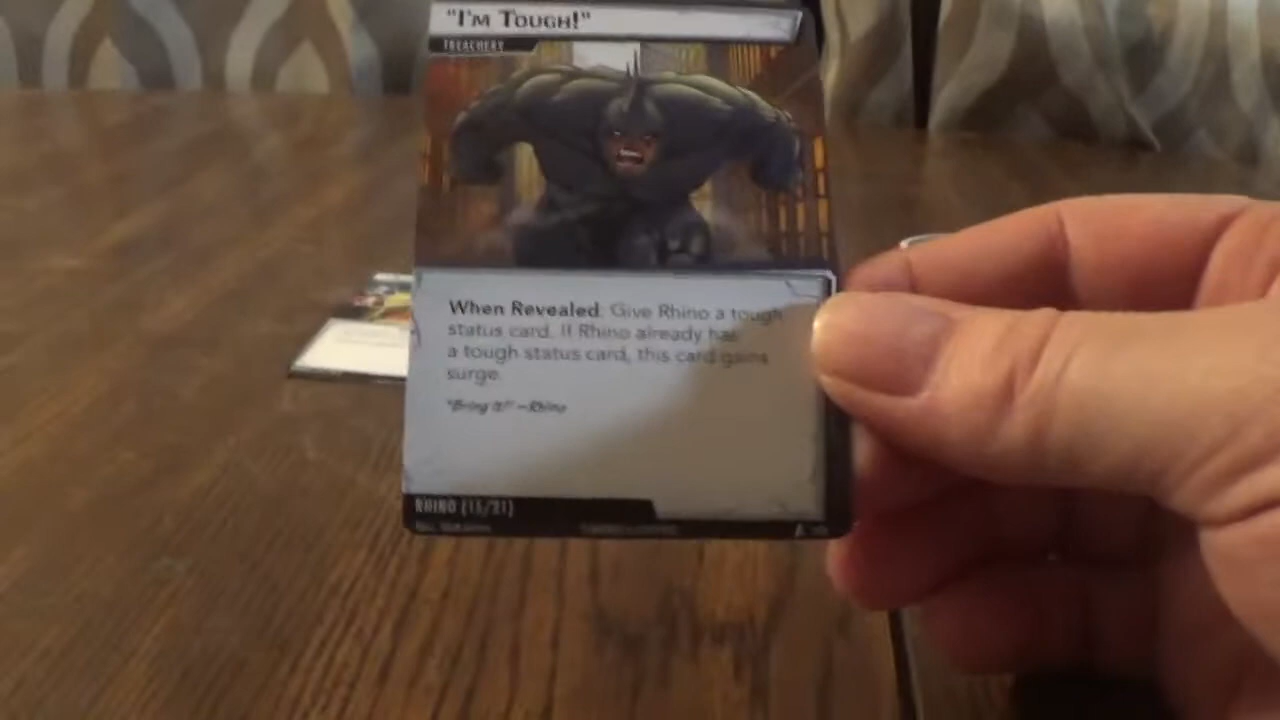 "I'M TOUGH!"
TREACHERY
When Revealed: Give Rhino a tough
status card. If Rhino already has
a tough status card, this card gains
surge.
"Bring it!" —Rhino
RHINO (15/21)